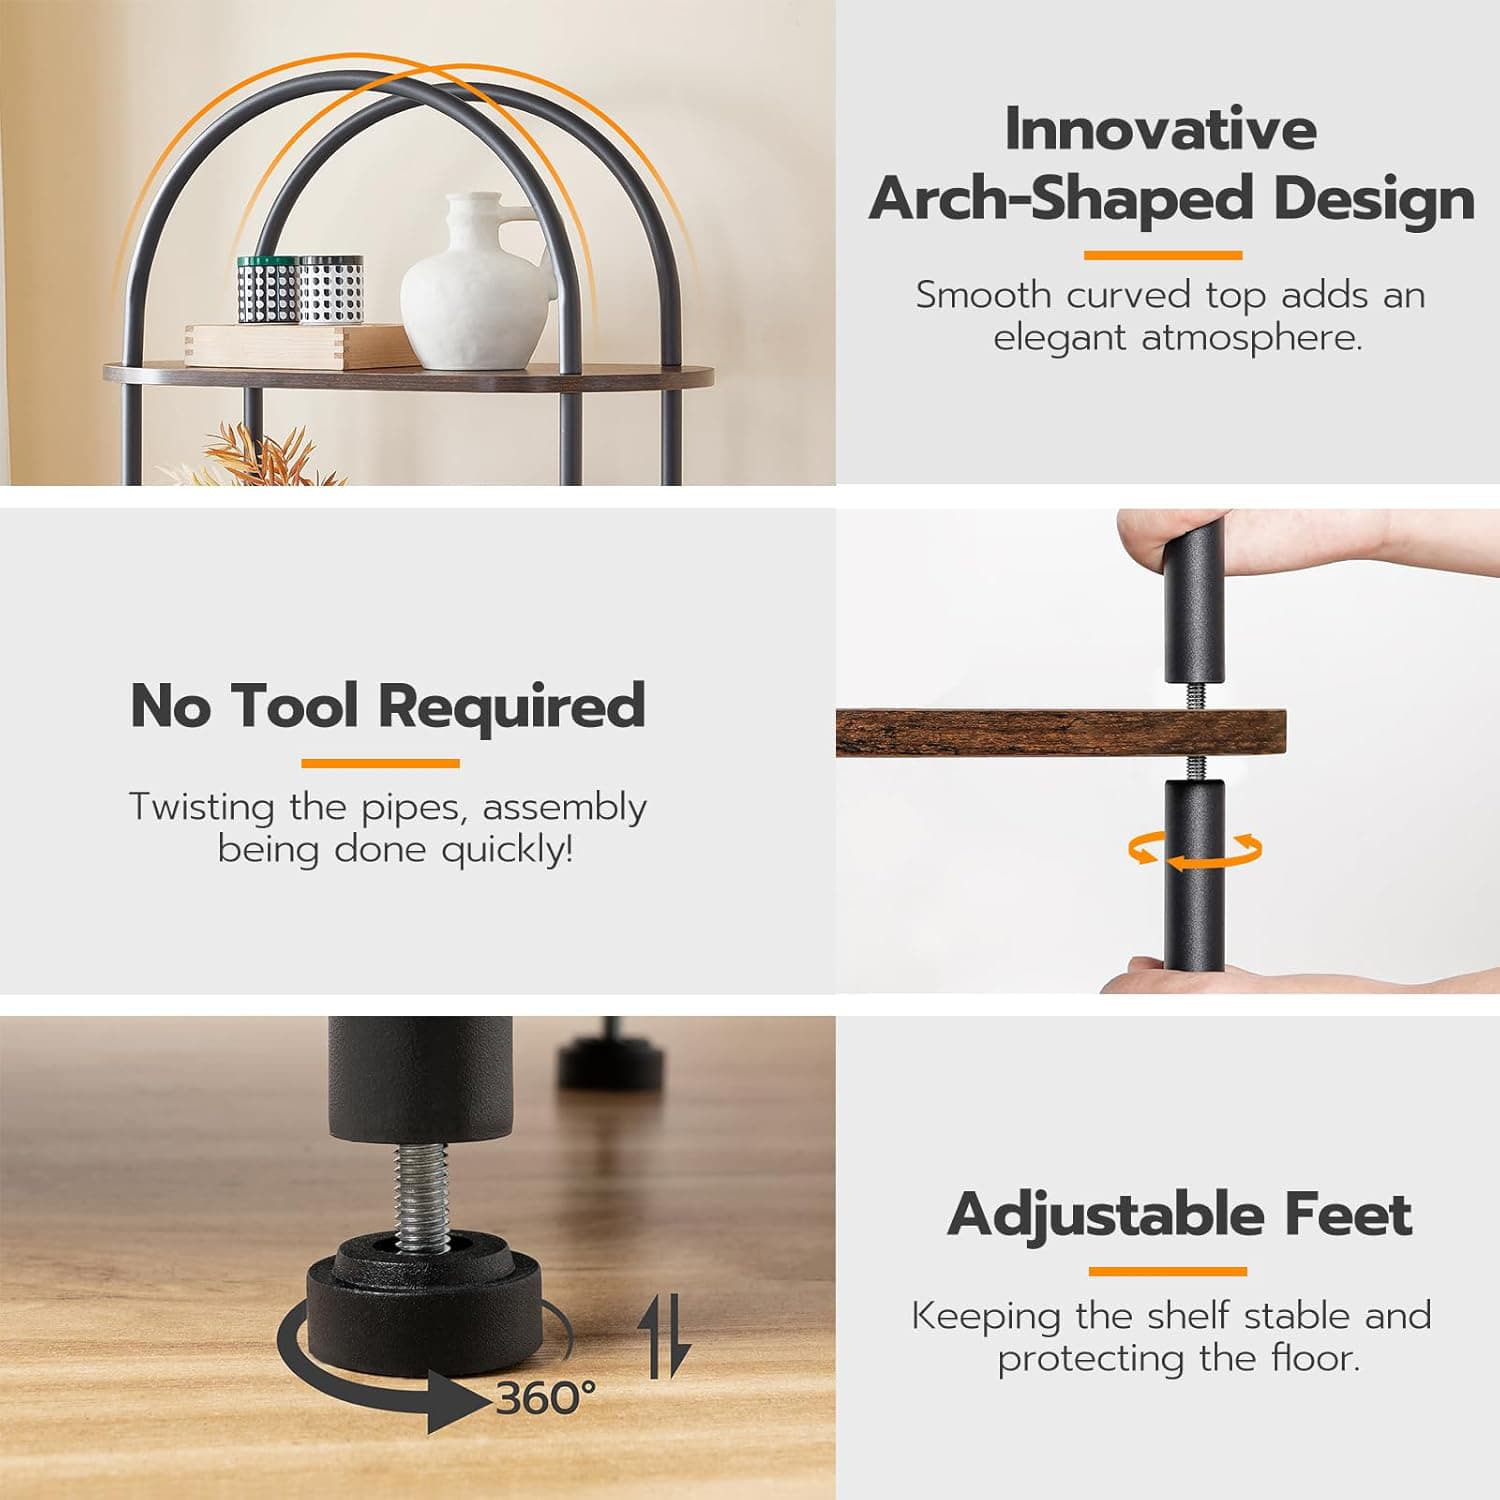 Innovative
Arch-Shaped Design
Smooth curved top adds an
elegant atmosphere.
No Tool Required
Twisting the pipes, assembly
being done quickly!
360°
Adjustable Feet
Keeping the shelf stable and
protecting the floor.